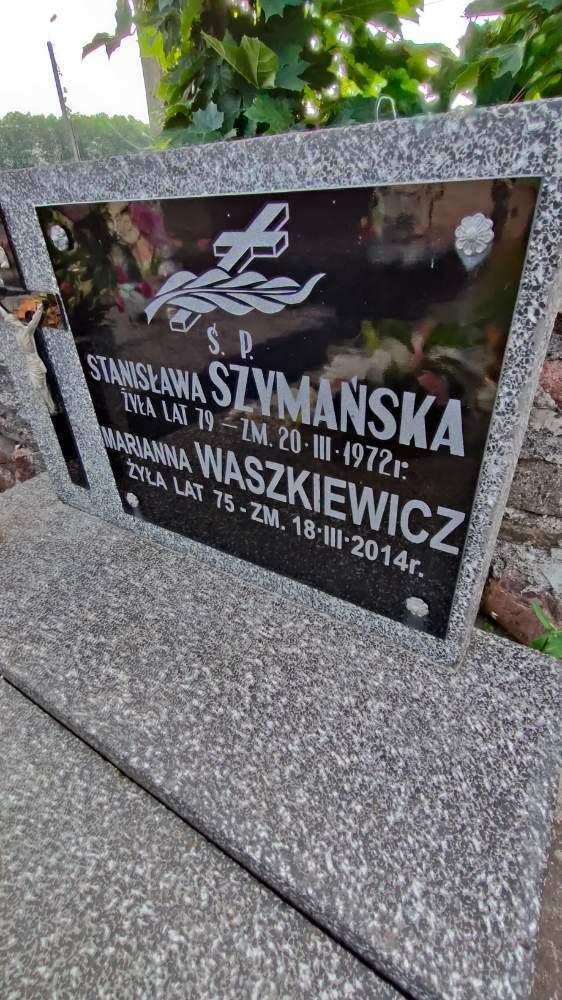 Ś. P.
STANISŁAWA SZYMAŃSKA
ŻYŁA LAT 79 – ZM. 20·III·1972r.
MARIANNA WASZKIEWICZ
ŻYŁA LAT 75 - ZM. 18·III·2014r.